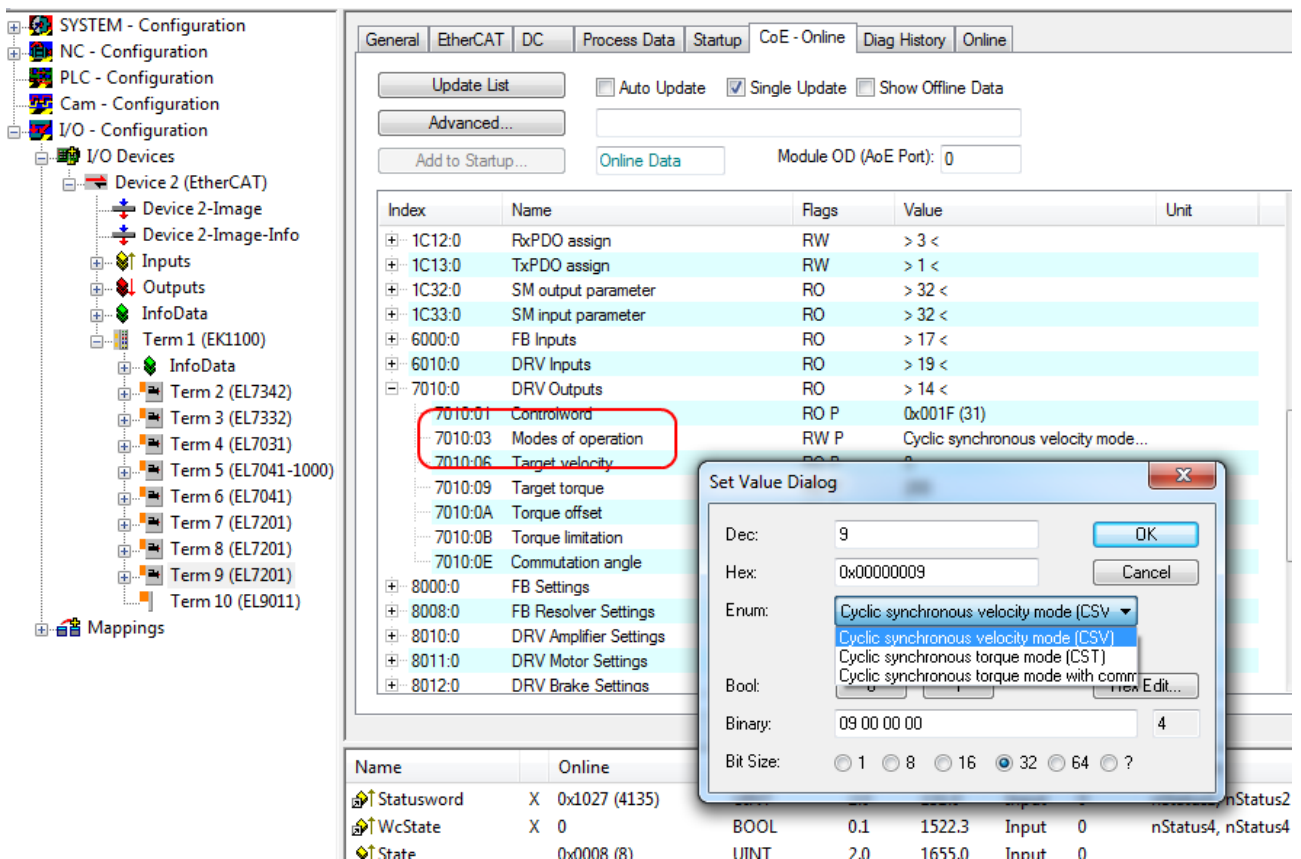 SYSTEM - Configuration
NC - Configuration
PLC - Configuration
Cam - Configuration
I/O - Configuration
I/O Devices
Device 2 (EtherCAT)
Device 2-Image
Device 2-Image-Info
Inputs
Outputs
InfoData
Term 1 (EK1100)
InfoData
Term 2 (EL7342)
Term 3 (EL7332)
Term 4 (EL7031)
Term 5 (EL7041-1000)
Term 6 (EL7041)
Term 7 (EL7201)
Term 8 (EL7201)
Term 9 (EL7201)
Term 10 (EL9011)
Mappings
General EtherCAT DC Process Data Startup CoE - Online Diag History Online
Update List Auto Update Single Update Show Offline Data
Advanced...
Add to Startup... Online Data Module OD (AoE Port): 0
Index Name Flags Value Unit
1C12:0 RxPDO assign RW > 3 <
1C13:0 TxPDO assign RW > 1 <
1C32:0 SM output parameter RO > 32 <
1C33:0 SM input parameter RO > 32 <
6000:0 FB Inputs RO > 17 <
6010:0 DRV Inputs RO > 19 <
7010:0 DRV Outputs RO > 14 <
7010:01 Controlword RO P 0x001F (31)
7010:03 Modes of operation RW P Cyclic synchronous velocity mode...
7010:06 Target velocity RO P 0
7010:09 Target torque
7010:0A Torque offset
7010:0B Torque limitation
7010:0E Commutation angle
8000:0 FB Settings
8008:0 FB Resolver Settings
8010:0 DRV Amplifier Settings
8011:0 DRV Motor Settings
8012:0 DRV Brake Settings
Set Value Dialog
Dec: 9 OK
Hex: 0x00000009 Cancel
Enum: Cyclic synchronous velocity mode (CSV
Cyclic synchronous velocity mode (CSV)
Cyclic synchronous torque mode (CST)
Cyclic synchronous torque mode with comm
Bool: 0 1 Hex Edit...
Binary: 09 00 00 00 4
Bit Size: 1 8 16 32 64 ?
Name Online
Statusword X 0x1027 (4135) Input 0 nStatus2
WcState X 0 BOOL 0.1 1522.3 Input 0 nStatus4, nStatus4
State 0x0008 (8) UINT 2.0 1655.0 Input 0